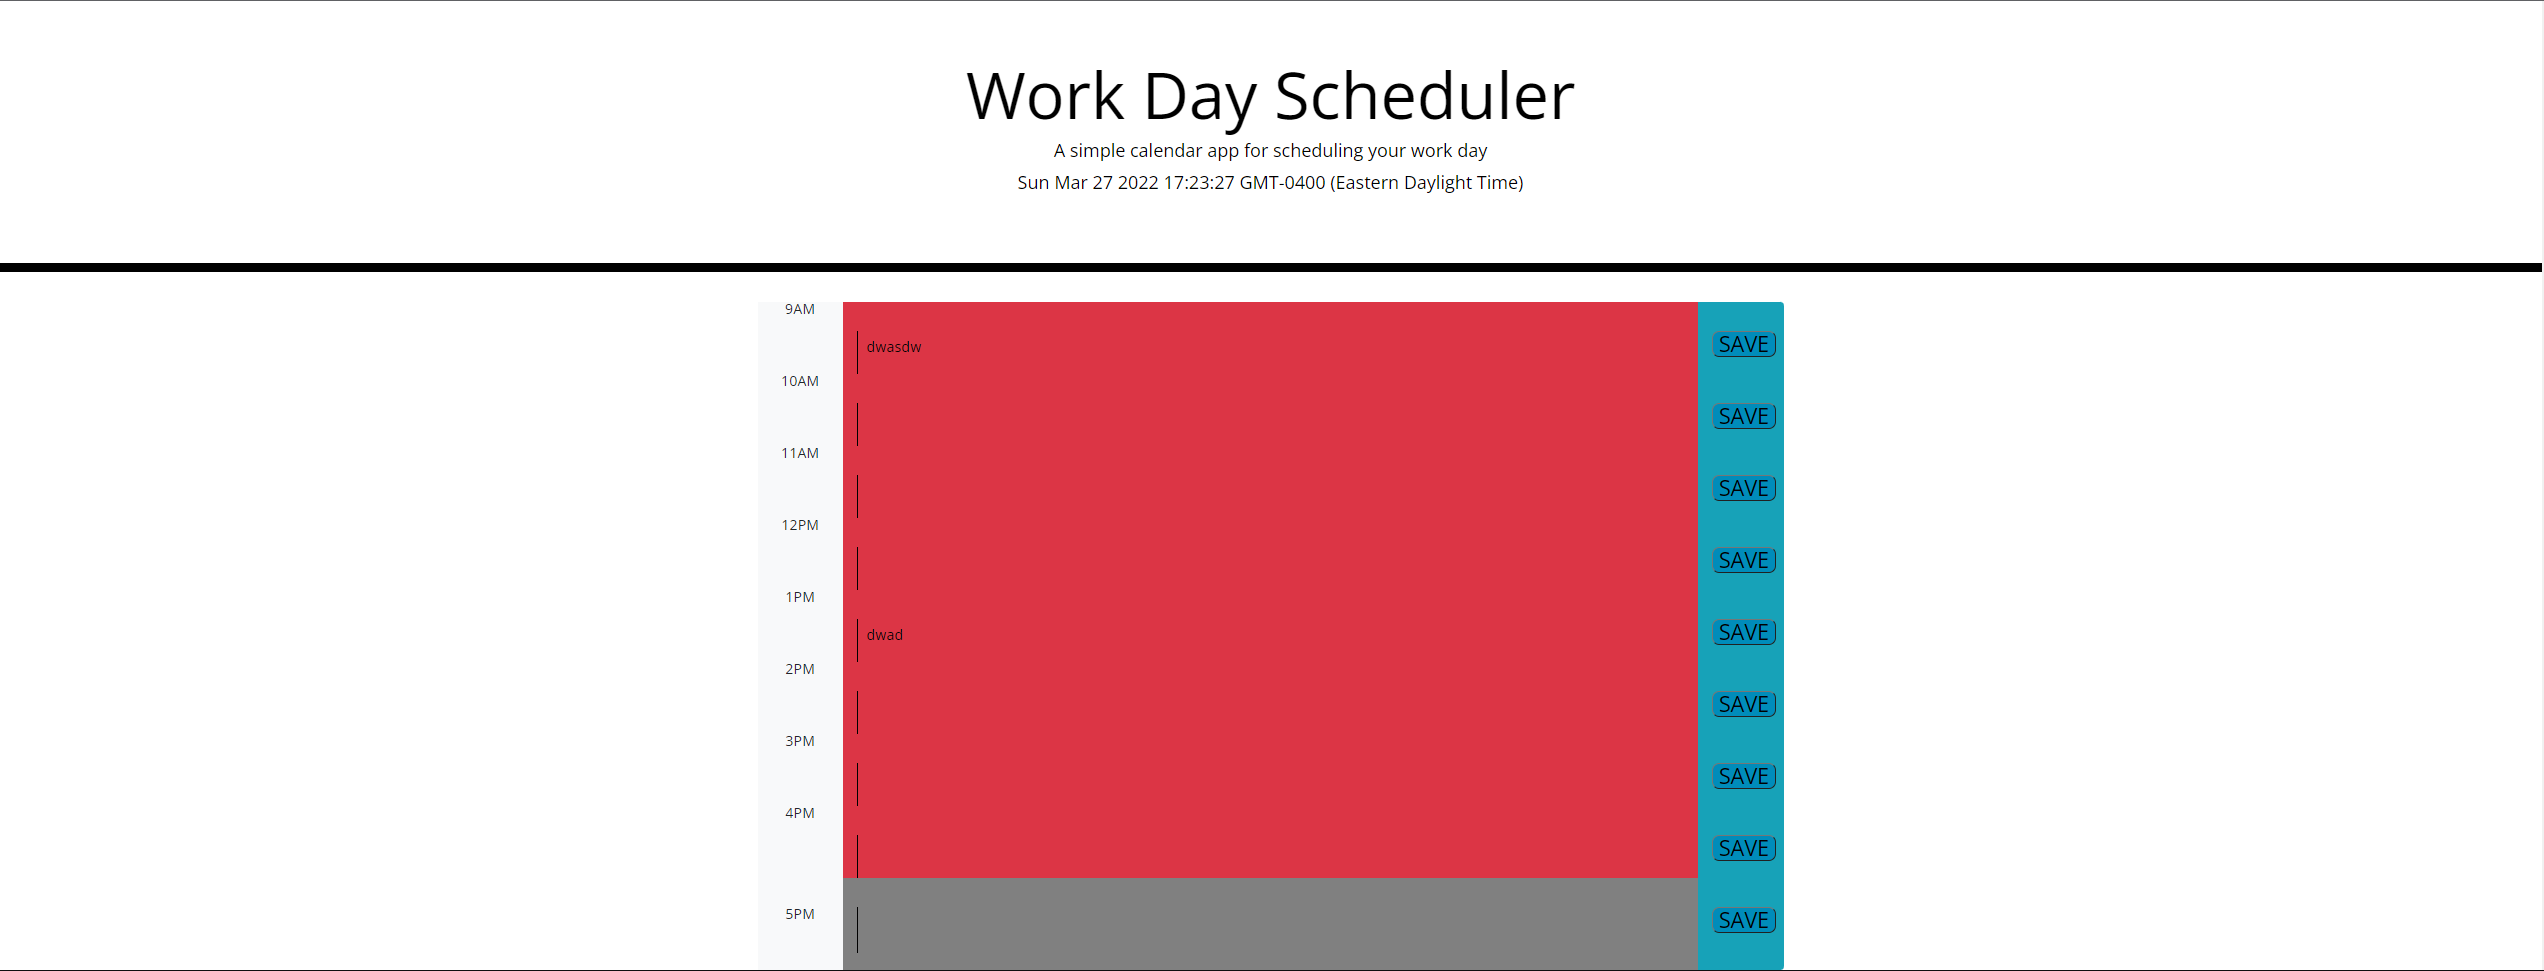 Work Day Scheduler
A simple calendar app for scheduling your work day
Sun Mar 27 2022 17:23:27 GMT-0400 (Eastern Daylight Time)
9AM
dwasdw
SAVE
10AM
SAVE
11AM
SAVE
12PM
SAVE
1PM
dwad
SAVE
2PM
SAVE
3PM
SAVE
4PM
SAVE
5PM
SAVE